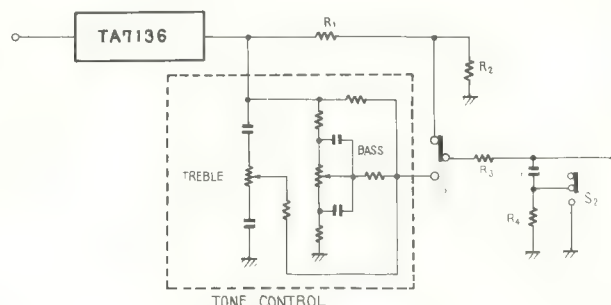 TA7136
R1
R2
BASS
TREBLE
R3
S2
R4
TONE CONTROL